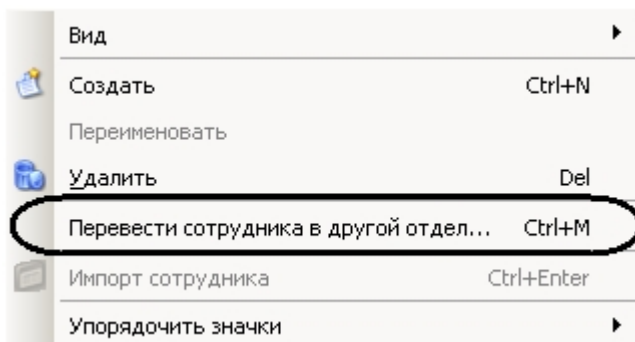 Вид
Создать Ctrl+N
Переименовать
Удалить Del
Перевести сотрудника в другой отдел... Ctrl+M
Импорт сотрудника Ctrl+Enter
Упорядочить значки